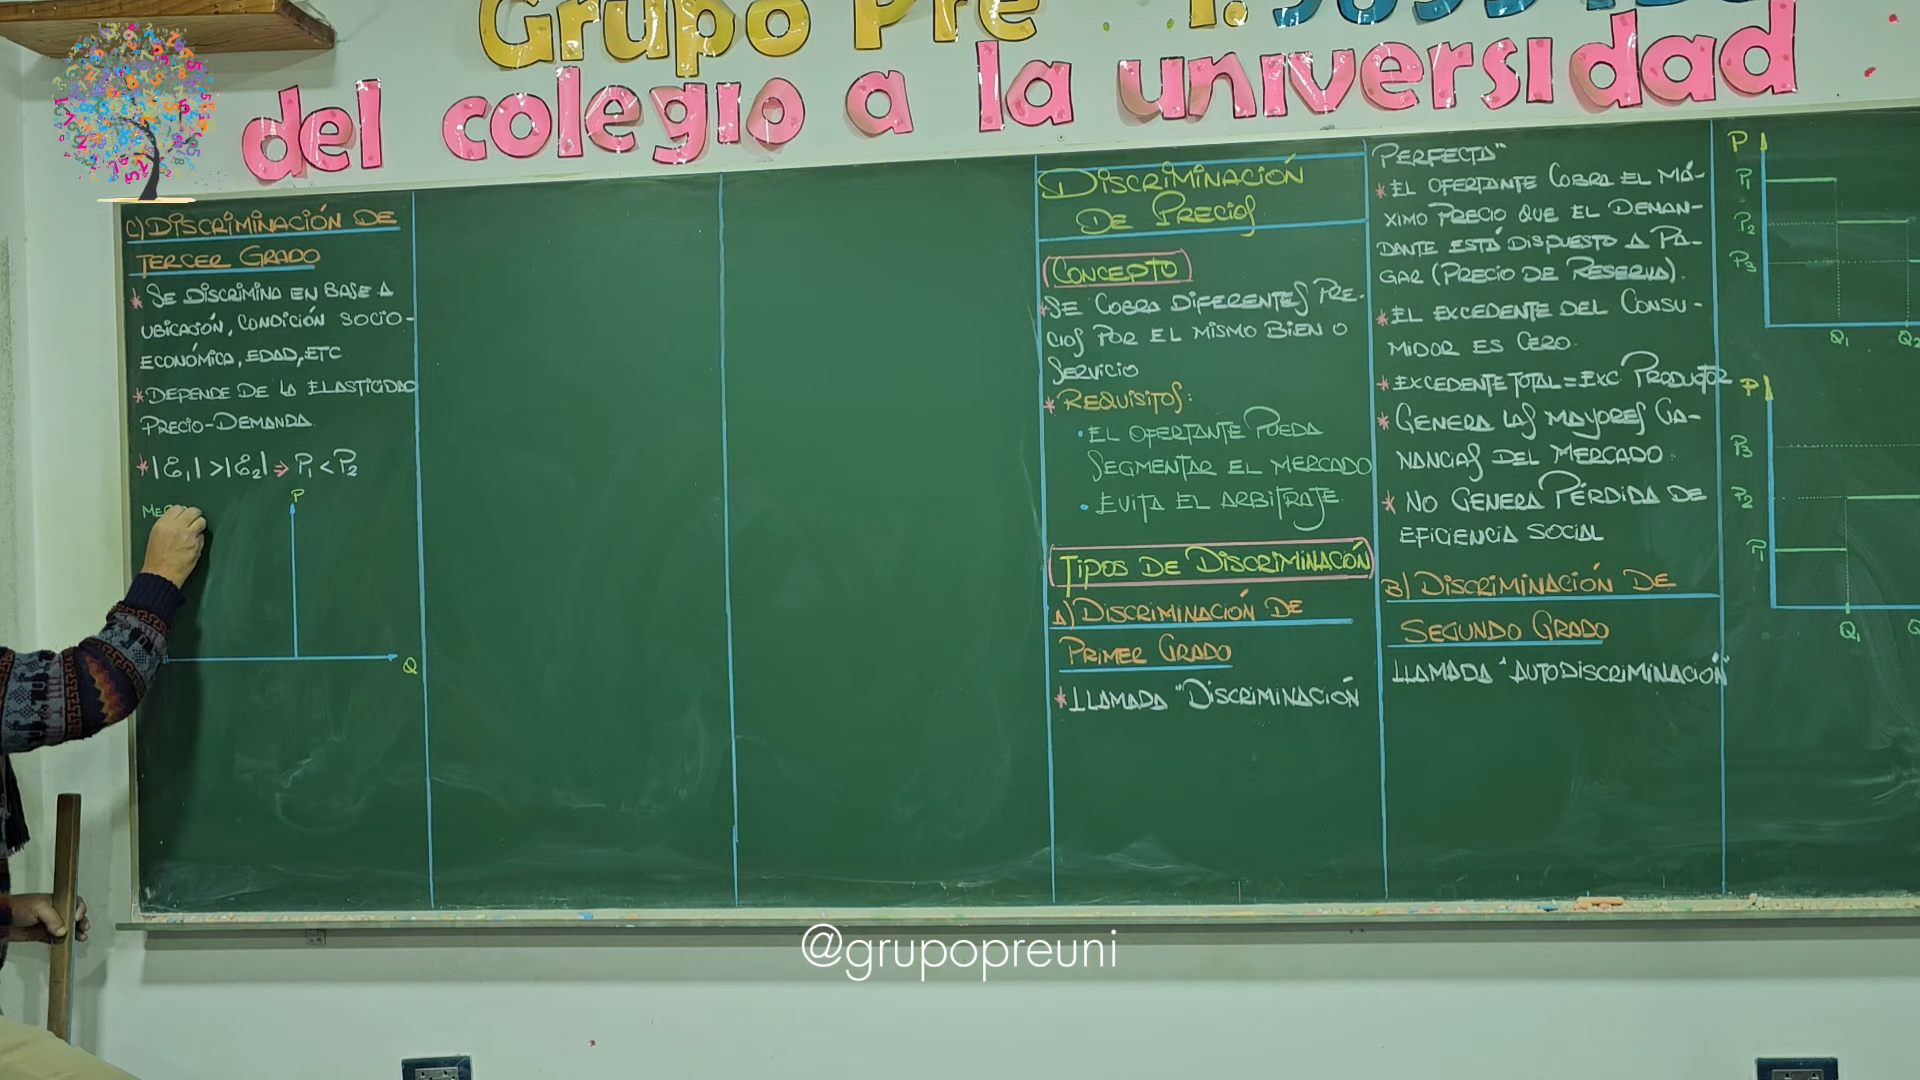 Grupo Pre
del colegio a la universidad
C) DISCRIMINACIÓN DE
TERCER GRADO
* SE DISCRIMINA EN BASE A
UBICACIÓN, CONDICIÓN SOCIO-
ECONÓMICA, EDAD, ETC
* DEPENDE DE LA ELASTICIDAD
PRECIO-DEMANDA
* |Ɛ₁| > |Ɛ₂| ⇒ P₁ < P₂
P
Q
DISCRIMINACIÓN
DE PRECIOS
CONCEPTO
* SE COBRA DIFERENTES PRE-
CIOS POR EL MISMO BIEN O
SERVICIO
* REQUISITOS:
• EL OFERTANTE PUEDA
SEGMENTAR EL MERCADO
• EVITA EL ARBITRAJE
TIPOS DE DISCRIMINACIÓN
A) DISCRIMINACIÓN DE
PRIMER GRADO
* LLAMADA "DISCRIMINACIÓN
PERFECTA"
* EL OFERTANTE COBRA EL MÁ-
XIMO PRECIO QUE EL DEMAN-
DANTE ESTÁ DISPUESTO A PA-
GAR (PRECIO DE RESERVA).
* EL EXCEDENTE DEL CONSU-
MIDOR ES CERO.
* EXCEDENTE TOTAL = EXC PRODUCTOR
* GENERA LAS MAYORES GA-
NANCIAS DEL MERCADO.
* NO GENERA PÉRDIDA DE
EFICIENCIA SOCIAL
B) DISCRIMINACIÓN DE
SEGUNDO GRADO
LLAMADA "AUTODISCRIMINACIÓN"
P
P₁
P₂
P₃
Q₁
Q₂
P
P₃
P₂
P₁
Q₁
@grupopreuni